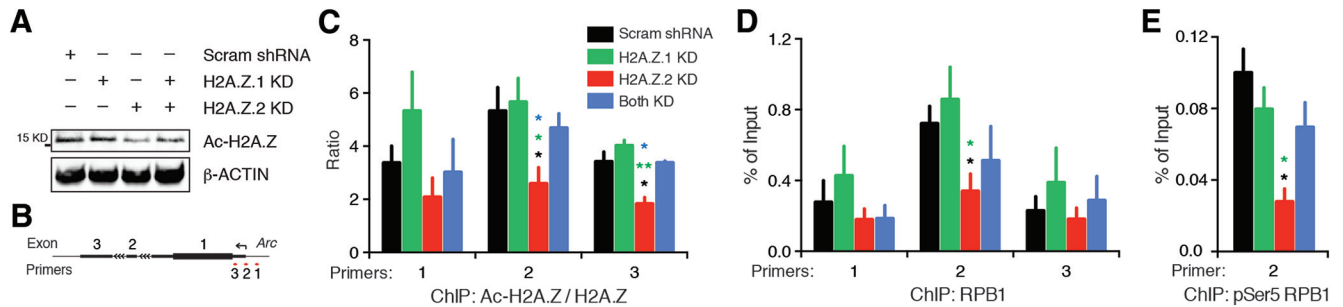 A
+ − − − Scram shRNA
− + − + H2A.Z.1 KD
− − + + H2A.Z.2 KD
15 KD
Ac-H2A.Z
β-ACTIN
B
Exon 3 2 1 Arc
Primers 3 2 1
C
8
6
4
2
0
Ratio
Scram shRNA
H2A.Z.1 KD
H2A.Z.2 KD
Both KD
*
*
*
*
**
*
Primers: 1 2 3
ChIP: Ac-H2A.Z / H2A.Z
D
1.2
0.8
0.4
0.0
% of Input
*
*
Primers: 1 2 3
ChIP: RPB1
E
0.12
0.08
0.04
0.0
% of Input
*
*
Primer: 2
ChIP: pSer5 RPB1